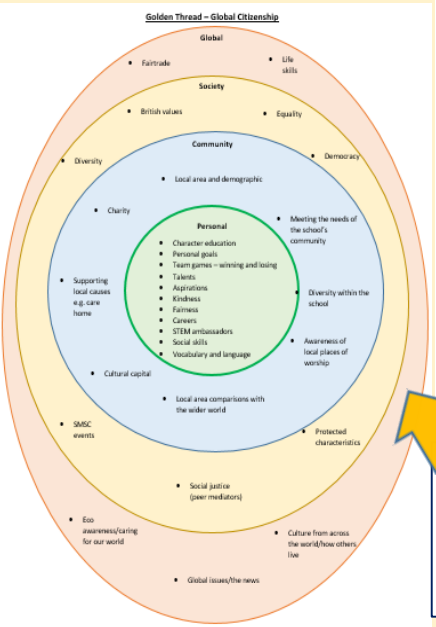 Golden Thread – Global Citizenship
Global
• Fairtrade
• Life
skills
Society
• British values
• Equality
• Diversity
• Democracy
Community
• Local area and demographic
• Charity
• Meeting the needs of
the school's
community
Personal
• Character education
• Personal goals
• Team games – winning and losing
• Talents
• Aspirations
• Kindness
• Fairness
• Careers
• STEM ambassadors
• Social skills
• Vocabulary and language
• Supporting
local causes
e.g. care
home
• Diversity within the
school
• Awareness of
local places of
worship
• Cultural capital
• Local area comparisons with
the wider world
• SMSC
events
• Protected
characteristics
• Social justice
(peer mediators)
• Eco
awareness/caring
for our world
• Culture from across
the world/how others
live
• Global issues/the news